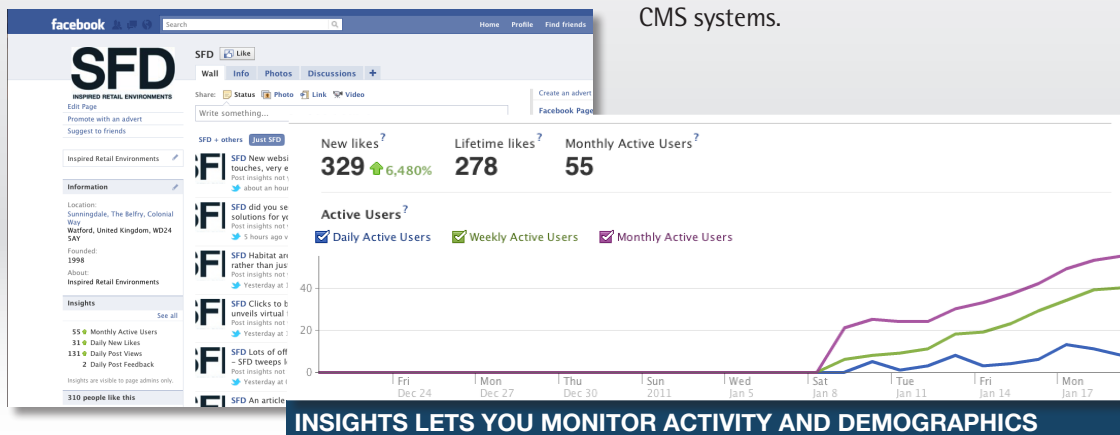 CMS systems.
facebook
Search
Home Profile Find friends
SFD
INSPIRED RETAIL ENVIRONMENTS
Edit Page
Promote with an advert
Suggest to friends
Inspired Retail Environments
Information
Location:
Sunningdale, The Belfry, Colonial
Way
Watford, United Kingdom, WD24
SAY
Founded:
1998
About:
Inspired Retail Environments
Insights
See all
55 Monthly Active Users
31 Daily New Likes
131 Daily Post Views
2 Daily Post Feedback
Insights are visible to page admins only.
310 people like this
SFD Like
Wall Info Photos Discussions +
Share: Status Photo Link Video
Write something...
Create an advert
Facebook Page
SFD + others Just SFD
SFD New websi
touches, very e
Post insights not y
about an hour
SFD did you se
solutions for yo
Post insights not
5 hours ago v
SFD Habitat are
rather than jus
Post insights not
Yesterday at
SFD Clicks to b
unveils virtual
Post insights not
Yesterday at
SFD Lots of off
– SFD tweeps l
Post insights not
Yesterday at
SFD An article
New likes?
329 6,480%
Lifetime likes?
278
Monthly Active Users?
55
Active Users?
Daily Active Users Weekly Active Users Monthly Active Users
40
20
0
Fri Mon Thu Sun Wed Sat Tue Fri Mon
Dec 24 Dec 27 Dec 30 2011 Jan 5 Jan 8 Jan 11 Jan 14 Jan 17
INSIGHTS LETS YOU MONITOR ACTIVITY AND DEMOGRAPHICS